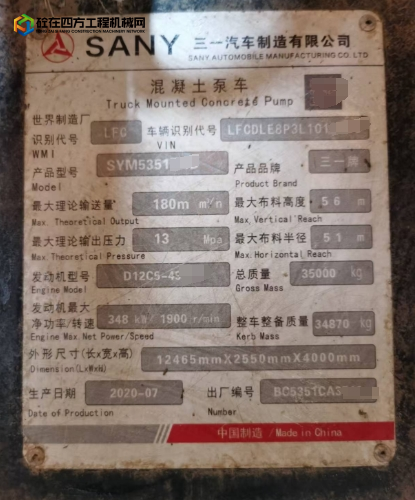 砼在四方工程机械网
SANY 三一汽车制造有限公司
SANY AUTOMOBILE MANUFACTURING CO., LTD
混凝土泵车
Truck Mounted Concrete Pump
世界制造厂
识别代号 LFC 车辆识别代号 LFCDLE8P3L101
WMI VIN
产品型号 SYM5351 产品品牌 三一牌
Model Product Brand
最大理论输送量 180m m³/h 最大布料高度 56 m
Max. Theoretical Output Max. Vertical Reach
最大理论输出压力 13 Mpa 最大布料半径 51 m
Max. Theoretical Pressure Max. Horizontal Reach
发动机型号 D12C5-4 总质量 35000 kg
Engine Model Gross Mass
发动机最大
净功率/转速 348 kW/ 1900 r/min 整车整备质量 34870 kg
Engine Max. Net Power/Speed Kerb Mass
外形尺寸(长x宽x高) 12465mmX2550mmX4000mm
Dimension(LxWxH)
生产日期 2020-07 出厂编号 BC5351CA3
Date of Production Number
中国制造 / Made in China